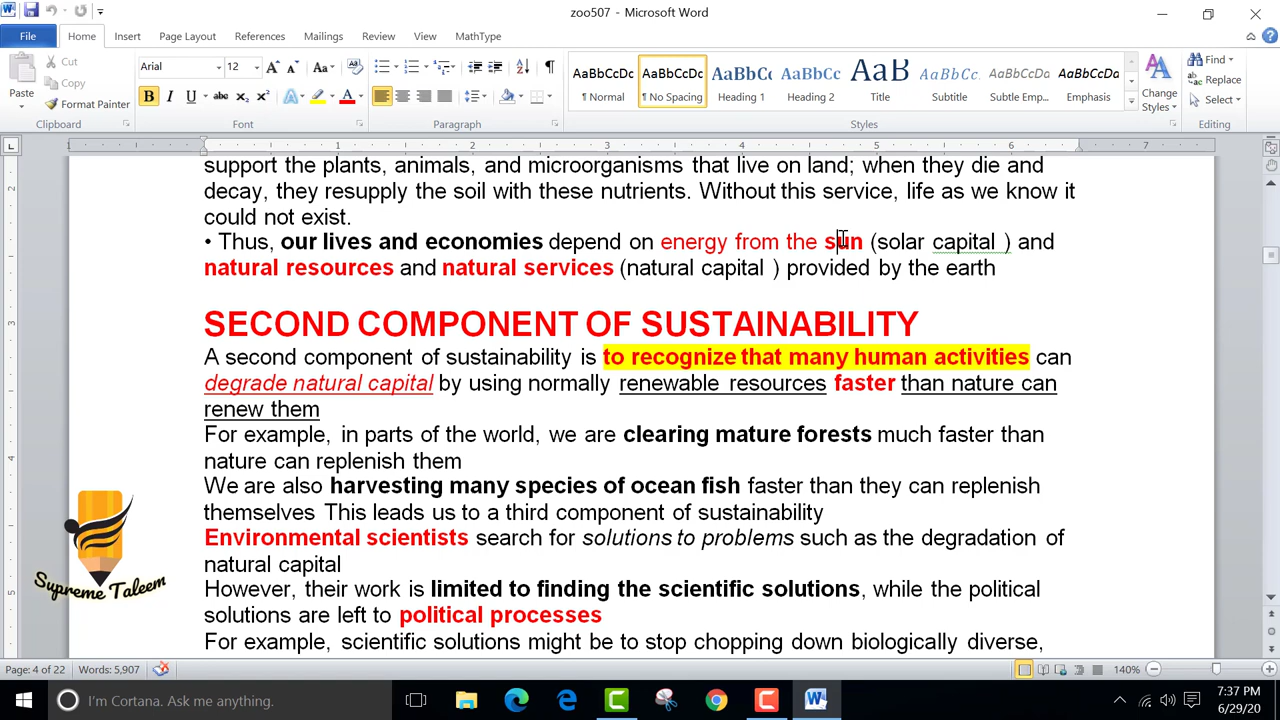 zoo507 - Microsoft Word
File Home Insert Page Layout References Mailings Review View MathType
Paste
Cut
Copy
Format Painter
Clipboard
Arial 12
Font
Paragraph
AaBbCcDc AaBbCcDc AaBbCc AaBbCc AaB AaBbCc. AaBbCcDc AaBbCcDc
¶ Normal ¶ No Spacing Heading 1 Heading 2 Title Subtitle Subtle Emp... Emphasis
Styles
Change Styles
Find
Replace
Select
Editing
support the plants, animals, and microorganisms that live on land; when they die and
decay, they resupply the soil with these nutrients. Without this service, life as we know it
could not exist.
• Thus, our lives and economies depend on energy from the sun (solar capital ) and
natural resources and natural services (natural capital ) provided by the earth
SECOND COMPONENT OF SUSTAINABILITY
A second component of sustainability is to recognize that many human activities can
degrade natural capital by using normally renewable resources faster than nature can
renew them
For example, in parts of the world, we are clearing mature forests much faster than
nature can replenish them
We are also harvesting many species of ocean fish faster than they can replenish
themselves This leads us to a third component of sustainability
Environmental scientists search for solutions to problems such as the degradation of
natural capital
However, their work is limited to finding the scientific solutions, while the political
solutions are left to political processes
For example, scientific solutions might be to stop chopping down biologically diverse,
Supreme Taleem
Page: 4 of 22 Words: 5,907 140%
I'm Cortana. Ask me anything.
7:37 PM
6/29/20